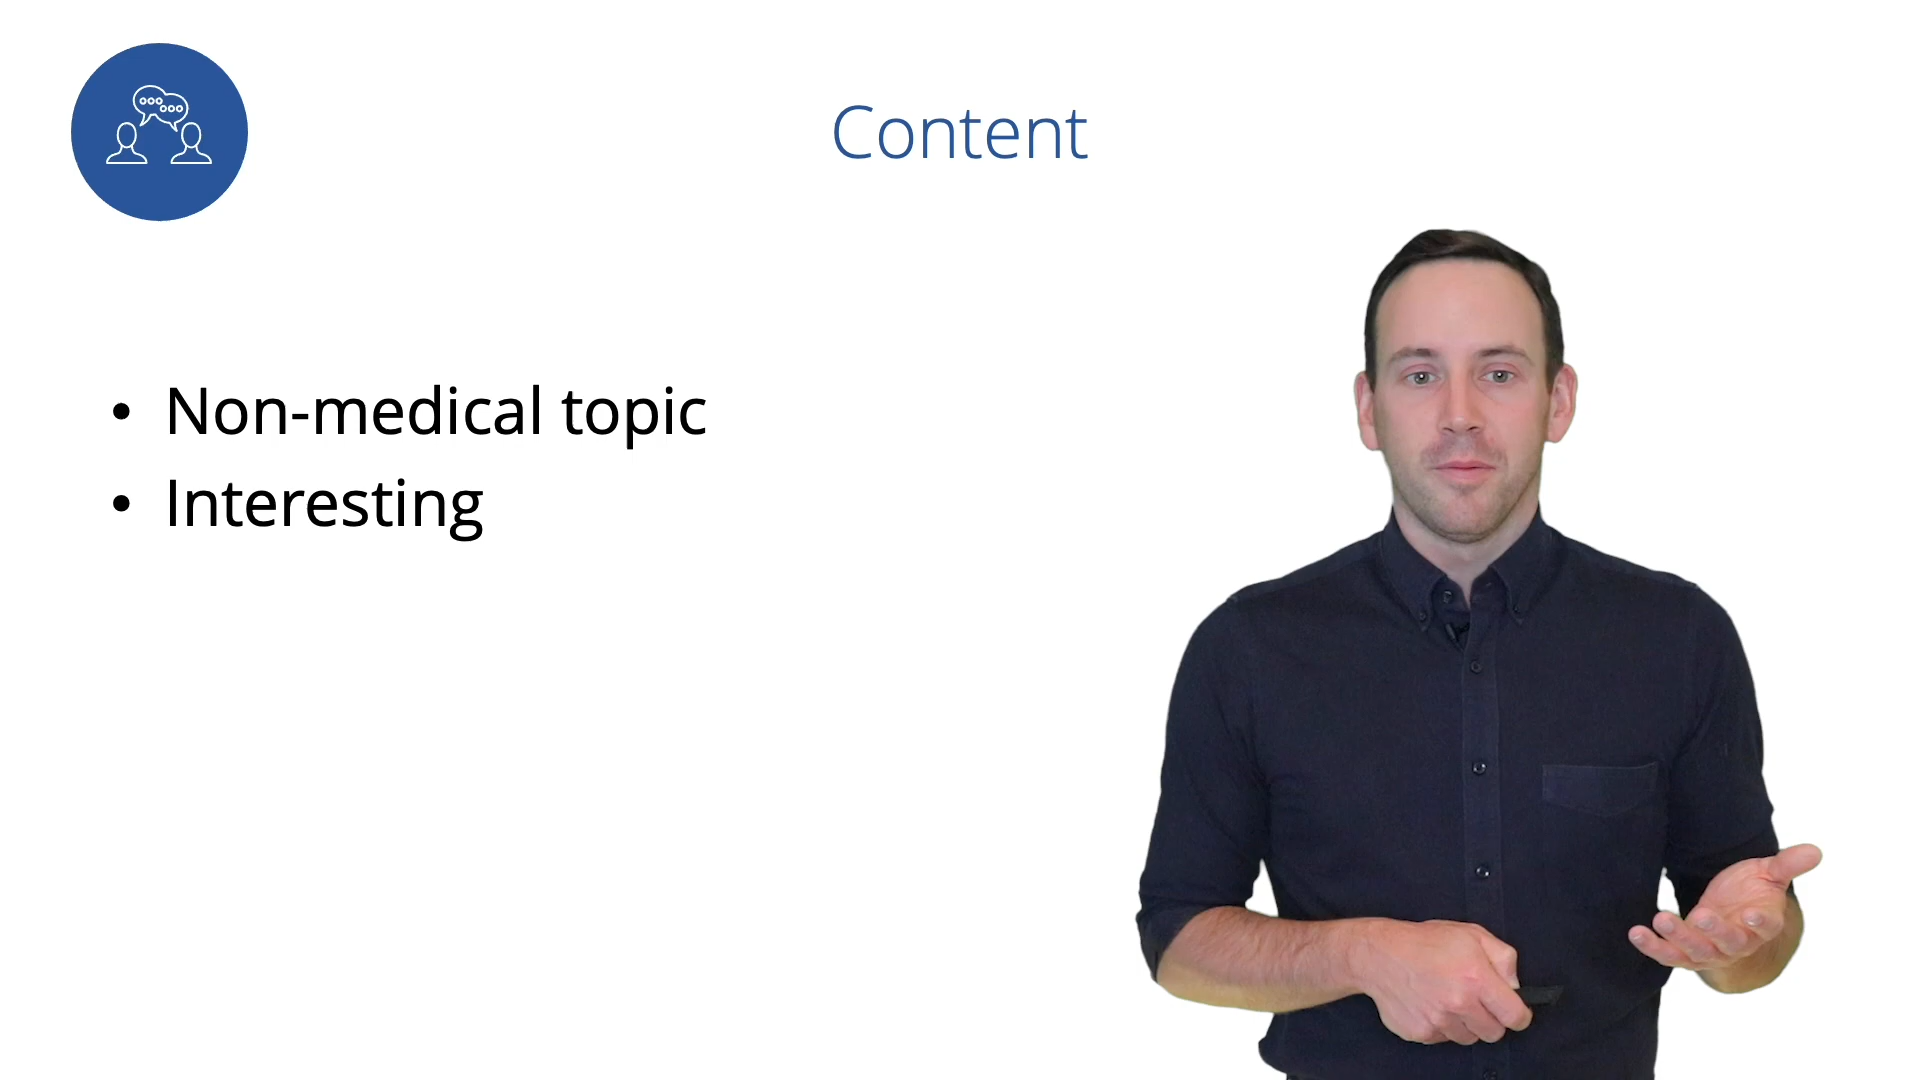 Content
• Non-medical topic
• Interesting